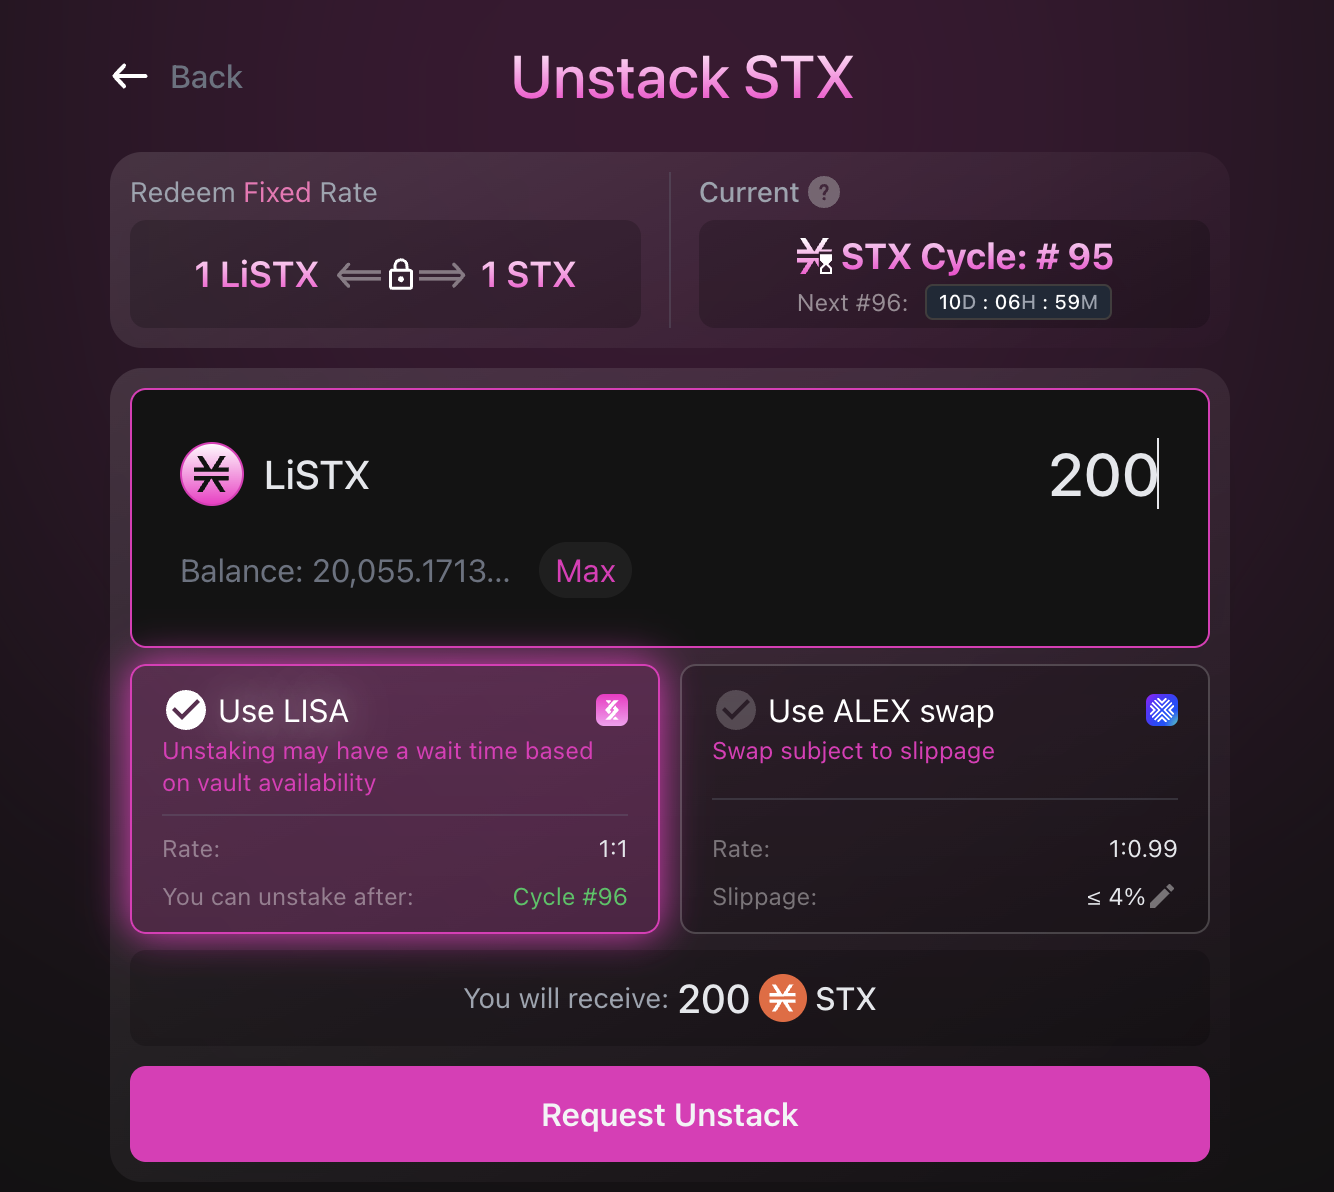 Back
Unstack STX
Redeem Fixed Rate
1 LiSTX 1 STX
Current ?
STX Cycle: # 95
Next #96: 10D : 06H : 59M
LiSTX 200
Balance: 20,055.1713... Max
Use LISA
Unstaking may have a wait time based
on vault availability
Rate: 1:1
You can unstake after: Cycle #96
Use ALEX swap
Swap subject to slippage
Rate: 1:0.99
Slippage: ≤ 4%
You will receive: 200 STX
Request Unstack